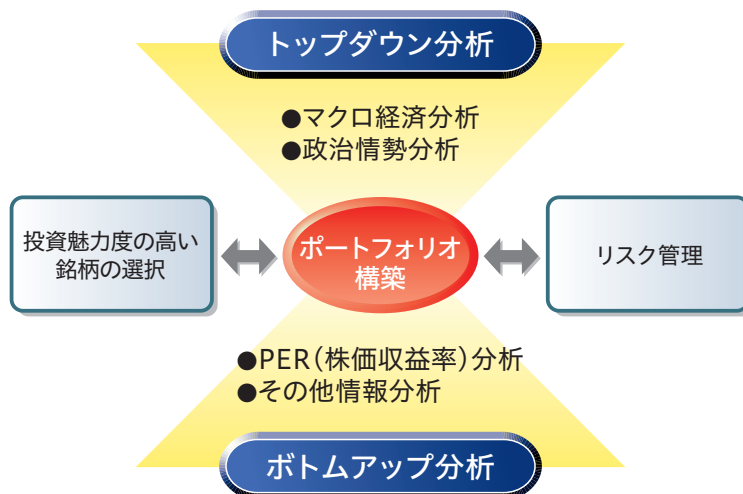 トップダウン分析
●マクロ経済分析
●政治情勢分析
投資魅力度の高い
銘柄の選択
ポートフォリオ
構築
リスク管理
●PER(株価収益率)分析
●その他情報分析
ボトムアップ分析